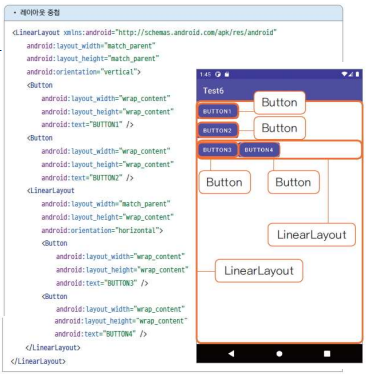 • 레이아웃 중첩
<LinearLayout xmlns:android="http://schemas.android.com/apk/res/android"
android:layout_width="match_parent"
android:layout_height="match_parent"
android:orientation="vertical">
<Button
android:layout_width="wrap_content"
android:layout_height="wrap_content"
android:text="BUTTON1" />
<Button
android:layout_width="wrap_content"
android:layout_height="wrap_content"
android:text="BUTTON2" />
<LinearLayout
android:layout_width="match_parent"
android:layout_height="wrap_content"
android:orientation="horizontal">
<Button
android:layout_width="wrap_content"
android:layout_height="wrap_content"
android:text="BUTTON3" />
<Button
android:layout_width="wrap_content"
android:layout_height="wrap_content"
android:text="BUTTON4" />
</LinearLayout>
</LinearLayout>
1:45
Test6
BUTTON1
Button
BUTTON2
Button
BUTTON3 BUTTON4
Button Button
LinearLayout
LinearLayout